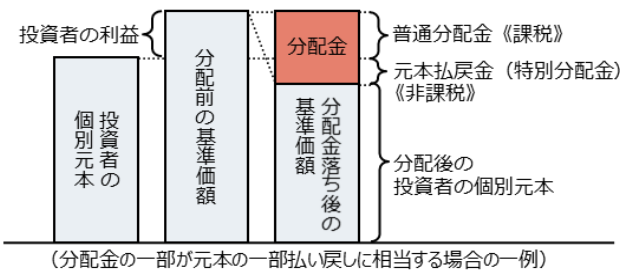 投資者の利益
投資者の
個別元本
分配前の基準価額
分配金
分配金落ち後の
基準価額
普通分配金《課税》
元本払戻金（特別分配金）
《非課税》
分配後の
投資者の個別元本
（分配金の一部が元本の一部払い戻しに相当する場合の一例）